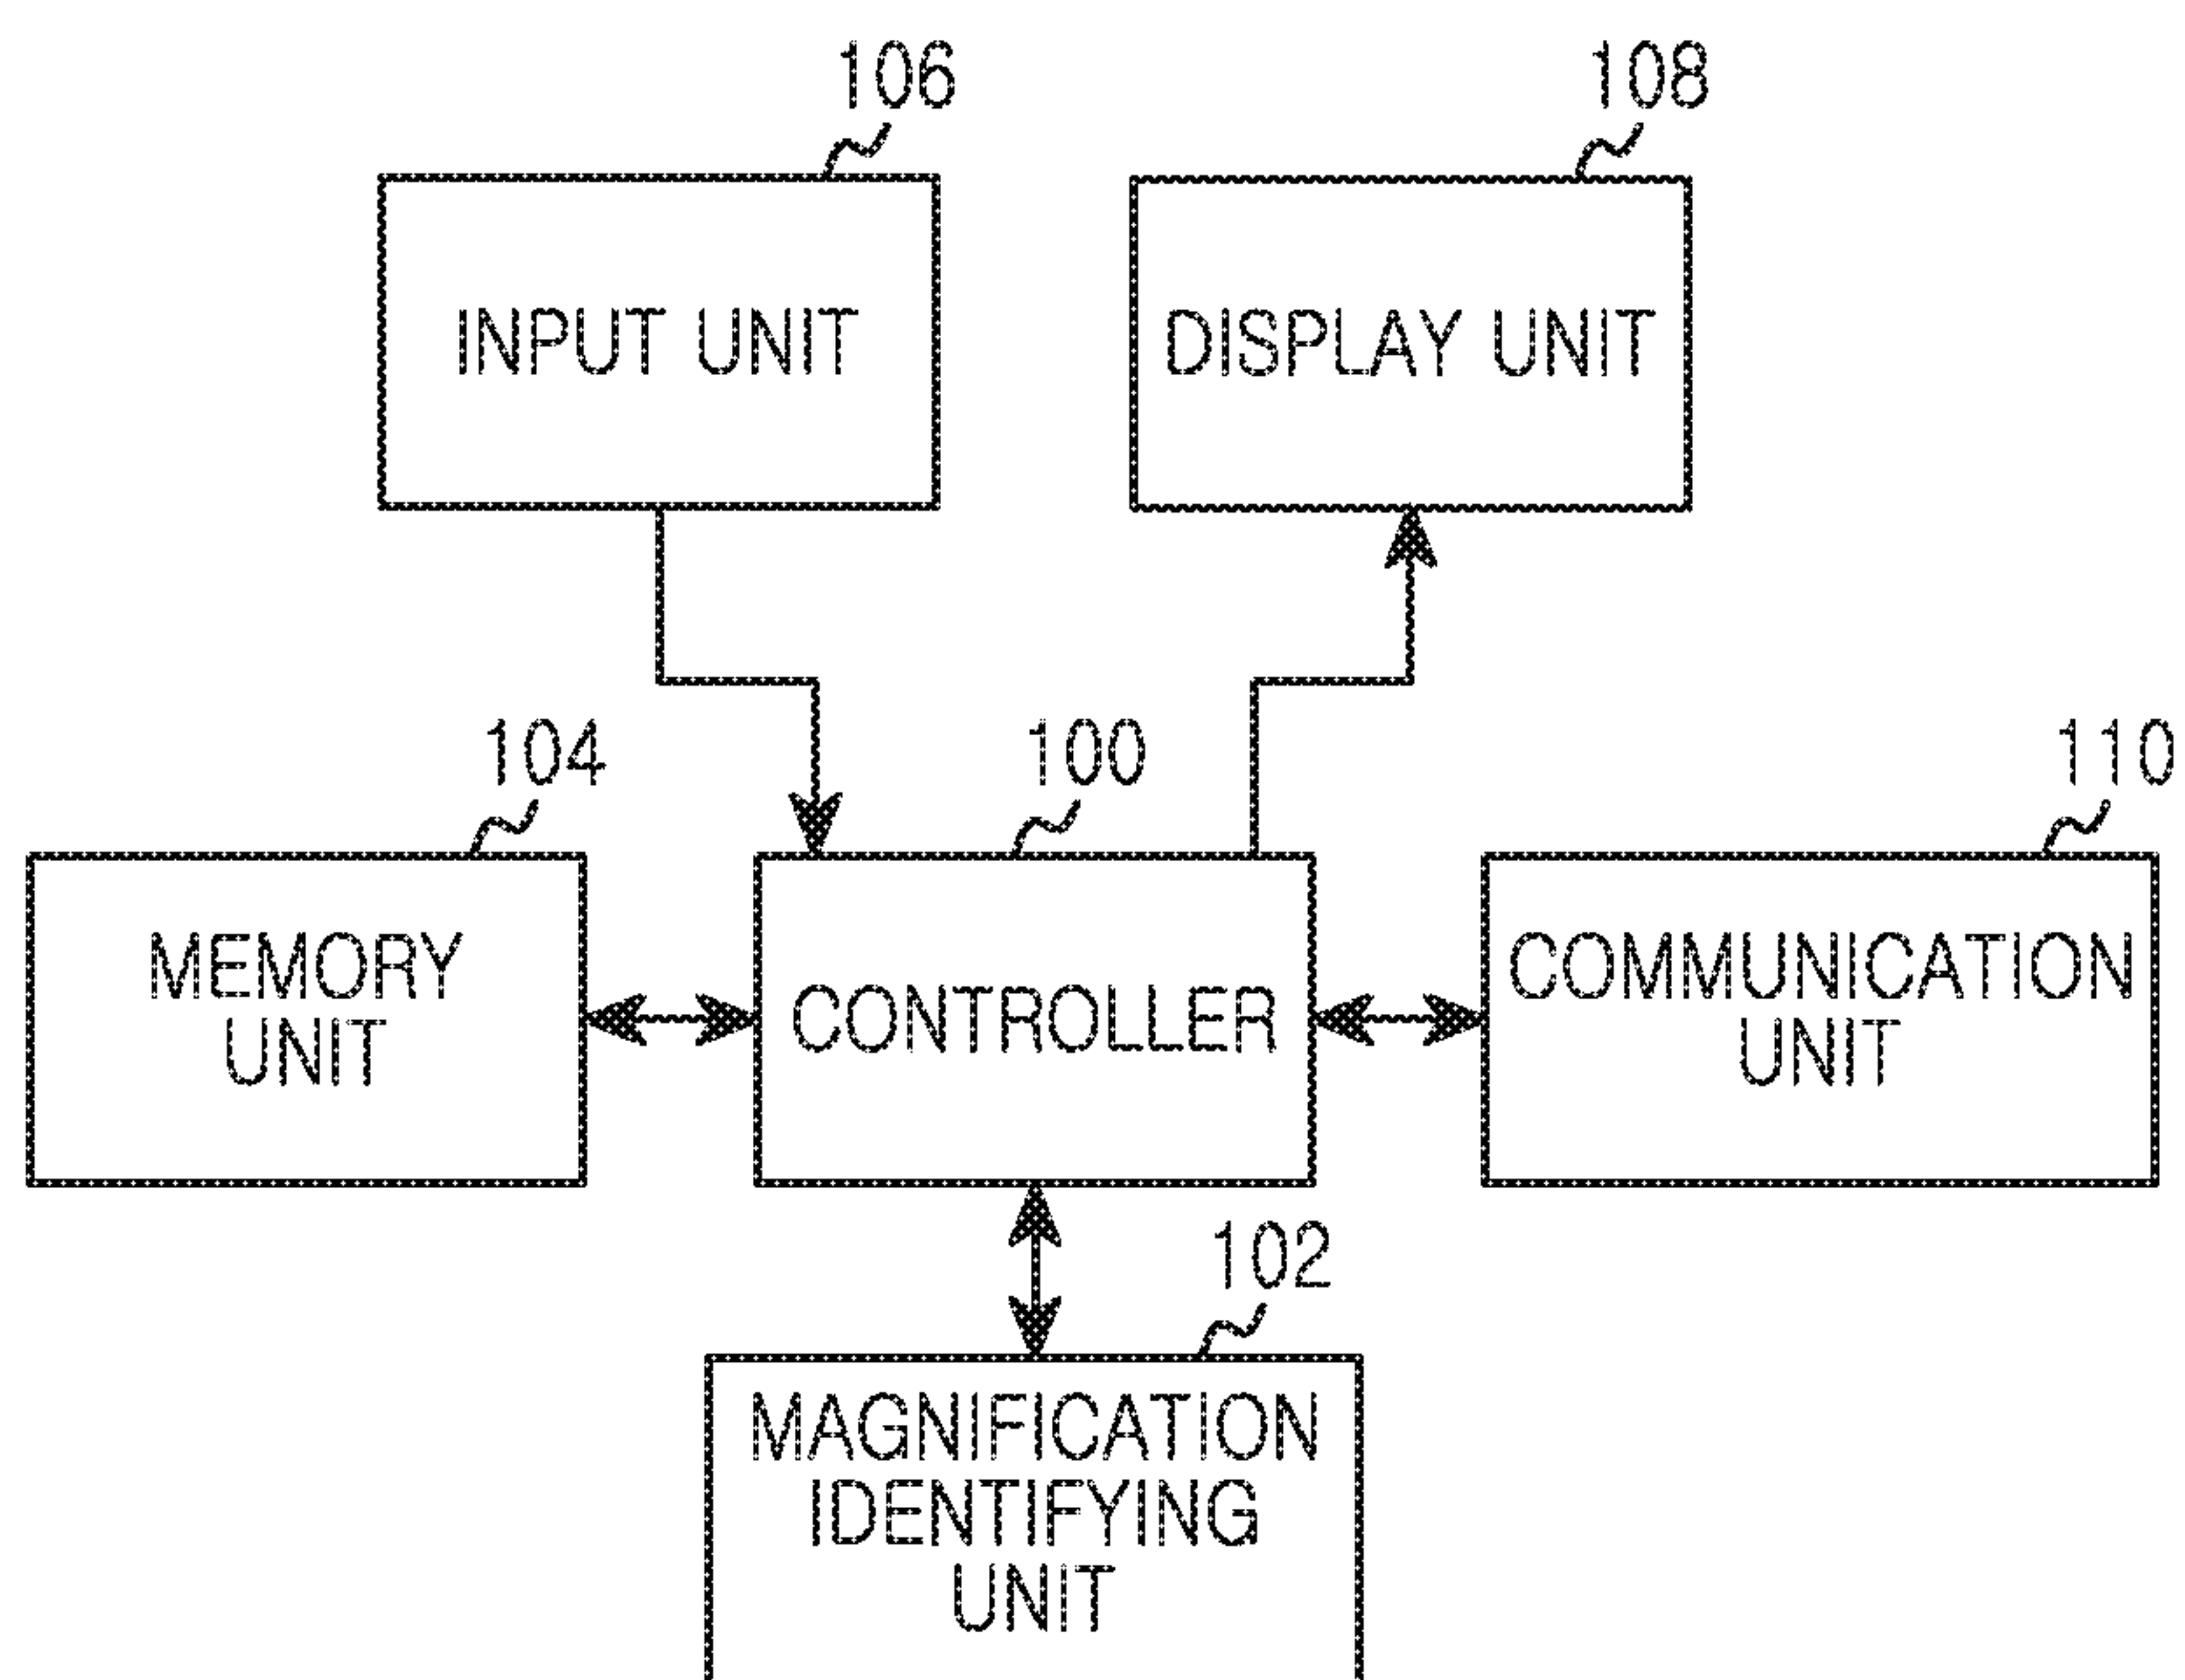 106
108
INPUT UNIT
DISPLAY UNIT
104
100
110
MEMORY
UNIT
CONTROLLER
COMMUNICATION
UNIT
102
MAGNIFICATION
IDENTIFYING
UNIT